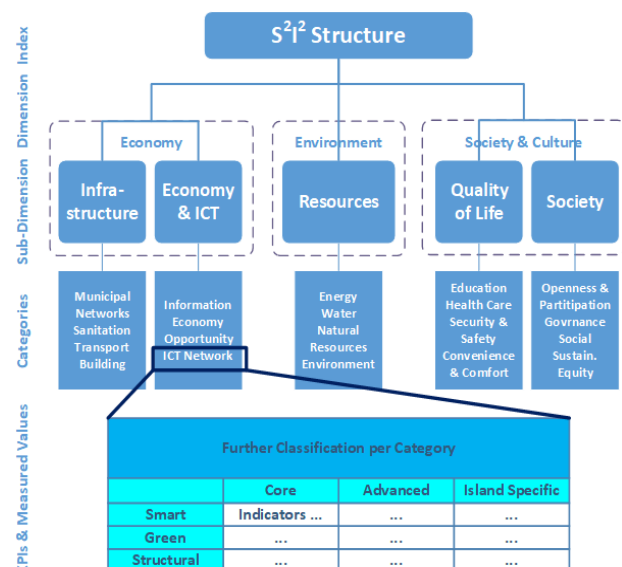 S²I² Structure
Index
Dimension
Sub-Dimension
Categories
KPIs & Measured Values
Economy
Environment
Society & Culture
Infra-
structure
Economy
& ICT
Resources
Quality
of Life
Society
Municipal
Networks
Sanitation
Transport
Building
Information
Economy
Opportunity
ICT Network
Energy
Water
Natural
Resources
Environment
Education
Health Care
Security &
Safety
Convenience
& Comfort
Openness &
Partitipation
Govrnance
Social
Sustain.
Equity
Further Classification per Category
Core Advanced Island Specific
Smart Indicators ... ... ...
Green ... ... ...
Structural ... ... ...